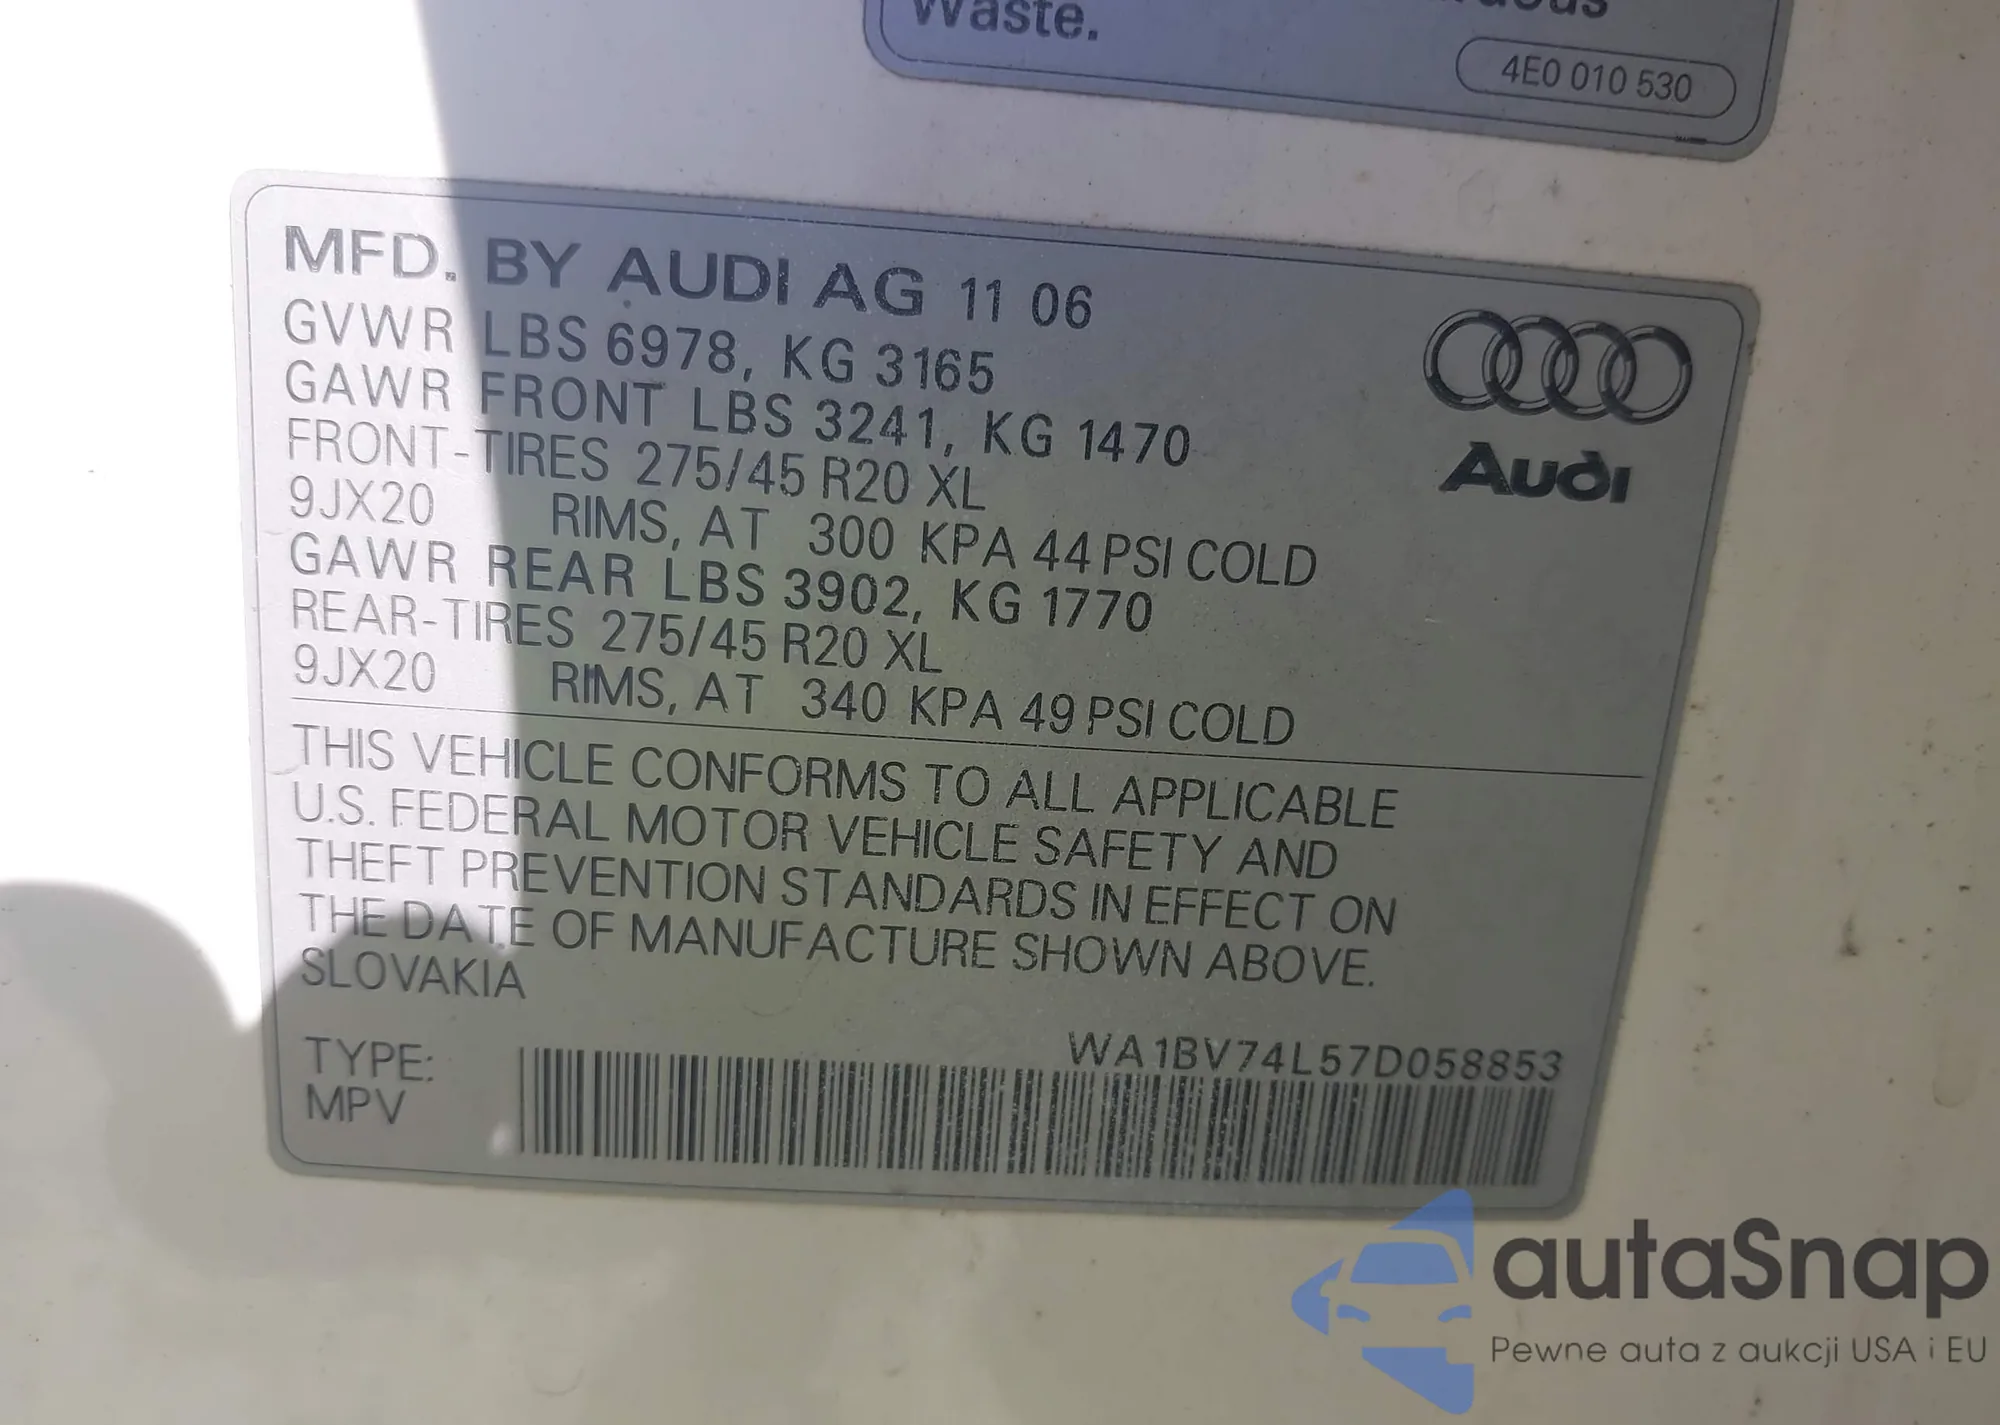 Waste.
4E0 010 530
MFD. BY AUDI AG 11 06
GVWR LBS 6978, KG 3165
GAWR FRONT LBS 3241, KG 1470
FRONT-TIRES 275/45 R20 XL
9JX20 RIMS, AT 300 KPA 44 PSI COLD
GAWR REAR LBS 3902, KG 1770
REAR-TIRES 275/45 R20 XL
9JX20 RIMS, AT 340 KPA 49 PSI COLD
Audi
THIS VEHICLE CONFORMS TO ALL APPLICABLE
U.S. FEDERAL MOTOR VEHICLE SAFETY AND
THEFT PREVENTION STANDARDS IN EFFECT ON
THE DATE OF MANUFACTURE SHOWN ABOVE.
SLOVAKIA
TYPE:
MPV
WA1BV74L57D058853
autaSnap
Pewne auta z aukcji USA i EU